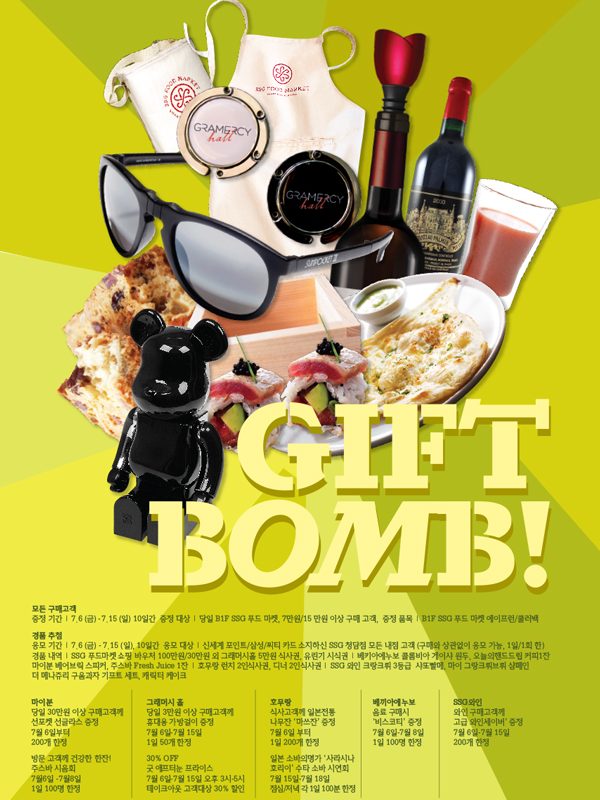 SSG FOOD MARKET
SSG FOOD MARKET
GRAMERCY
hall
GRAMERCY
hall
SUNPOCKET II
2000
GIFT
BOMB!
모든 구매고객
증정 기간 | 7.6 (금) - 7.15 (일) 10일간 증정 대상 | 당일 B1F SSG 푸드 마켓, 7만원/15 만원 이상 구매 고객, 증정 품목 | B1F SSG 푸드 마켓 에이프런/쿨러백
경품 추첨
응모 기간 | 7.6 (금) - 7.15 (일), 10일간 응모 대상 | 신세계 포인트/삼성/씨티 카드 소지하신 SSG 청담점 모든 내점 고객 (구매와 상관없이 응모 가능, 1일/1회 한)
경품 내역 | SSG 푸드마켓 쇼핑 바우처 100만원/30만원 외 그래머시홀 5만원 식사권, 유린기 시식권 | 베키아에누보 콜롬비아 게이샤 원두, 오늘의핸드드립 커피1잔
마이분 베어브릭 스피커, 주스바 Fresh Juice 1잔 | 호무랑 런치 2인식사권, 디너 2인식사권 | SSG 와인 크랑크뤼 3등급 샤또빨메, 마이 그랑크뤼브뤼 샴페인
더 메나쥬리 구움과자 기프트 세트, 캐릭터 케이크
마이분
당일 30만원 이상 구매고객께
선포켓 선글라스 증정
7월 6일부터
200개 한정
방문 고객께 건강한 한잔!
주스바 시음회
7월6일 -7월8일
1일 100명 한정
그래머시 홀
당일 3만원 이상 구매고객께
휴대용 가방걸이 증정
7월 6일-7월 15일
1일 50개 한정
30% OFF
굿 애프터눈 프라이스
7월 6일-7월 15일 오후 3시-5시
테이크아웃 고객대상 30% 할인
호무랑
식사고객께 일본전통
나무잔 '마쓰잔' 증정
7월 6일 부터
1일 200개 한정
일본 소바의명가 '사라시나
호리이' 수타 소바 시연회
7월 15일-7월 18일
점심/저녁 각 1일 100분 한정
베키아에누보
음료 구매시
'비스코티' 증정
7월 6일-7월 8일
1일 100명 한정
SSG와인
와인 구매고객께
고급 와인세이버' 증정
7월 6일-7월 15일
200개 한정